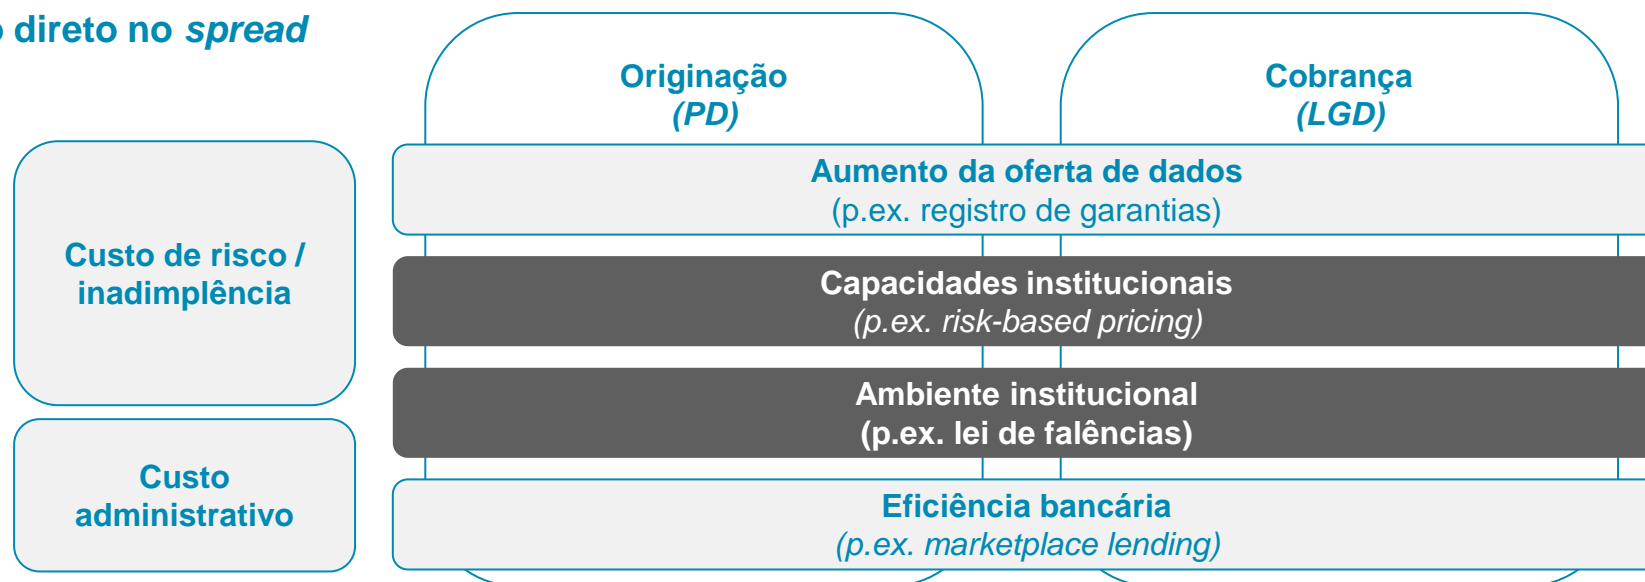 o direto no spread
Originação
(PD)
Cobrança
(LGD)
Custo de risco /
inadimplência
Aumento da oferta de dados
(p.ex. registro de garantias)
Capacidades institucionais
(p.ex. risk-based pricing)
Ambiente institucional
(p.ex. lei de falências)
Custo
administrativo
Eficiência bancária
(p.ex. marketplace lending)